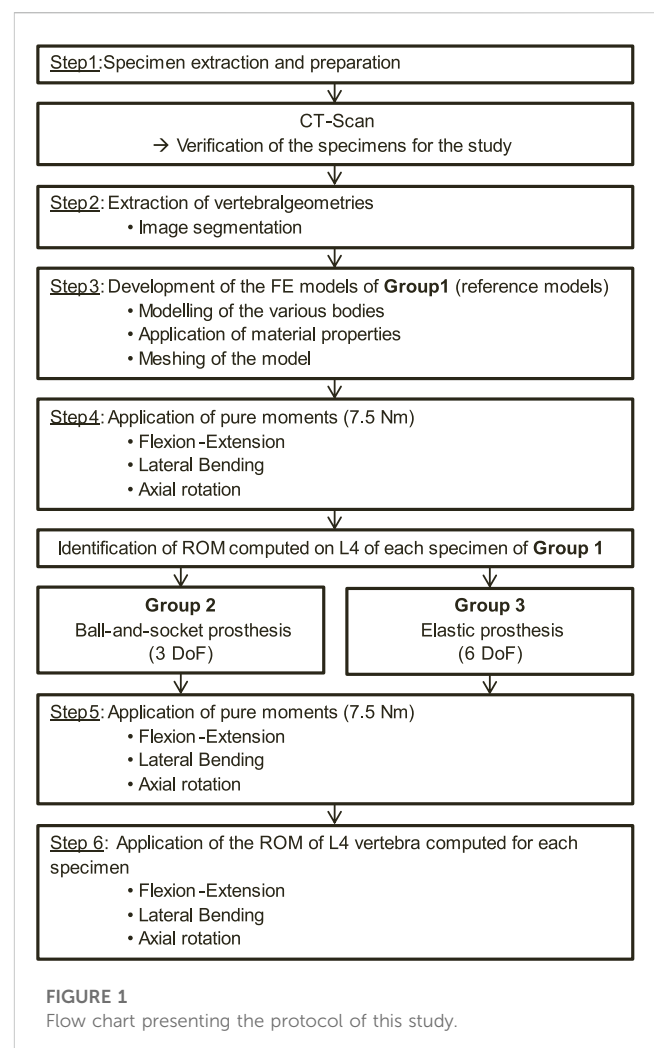 Step1:Specimen extraction and preparation
CT-Scan
→ Verification of the specimens for the study
Step2: Extraction of vertebralgeometries
• Image segmentation
Step3: Development of the FE models of Group1 (reference models)
• Modelling of the various bodies
• Application of material properties
• Meshing of the model
Step4: Application of pure moments (7.5 Nm)
• Flexion-Extension
• Lateral Bending
• Axial rotation
Identification of ROM computed on L4 of each specimen of Group 1
Group 2
Ball-and-socket prosthesis
(3 DoF)
Group 3
Elastic prosthesis
(6 DoF)
Step5: Application of pure moments (7.5 Nm)
• Flexion-Extension
• Lateral Bending
• Axial rotation
Step 6: Application of the ROM of L4 vertebra computed for each
specimen
• Flexion-Extension
• Lateral Bending
• Axial rotation
FIGURE 1
Flow chart presenting the protocol of this study.